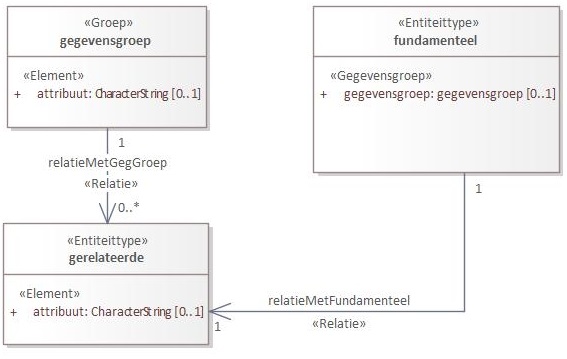 «Groep»
gegevensgroep
«Element»
+ attribuut: CharacterString [0..1]
«Entiteittype»
fundamenteel
«Gegevensgroep»
+ gegevensgroep: gegevensgroep [0..1]
1
relatieMetGegGroep
«Relatie»
0..*
1
«Entiteittype»
gerelateerde
«Element»
+ attribuut: CharacterString [0..1]
relatieMetFundamenteel
1
«Relatie»